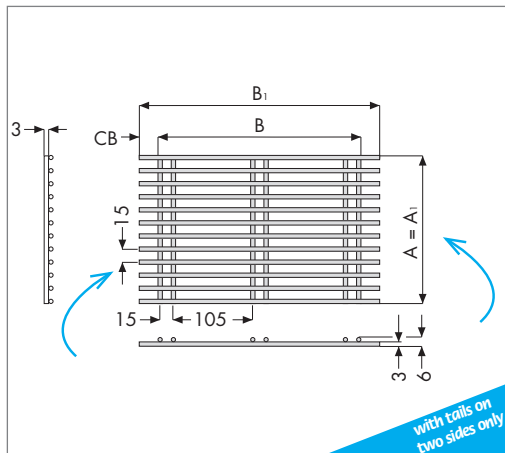 B1
3
CB
B
15
A = A1
15
105
3
6
with tails on
two sides only